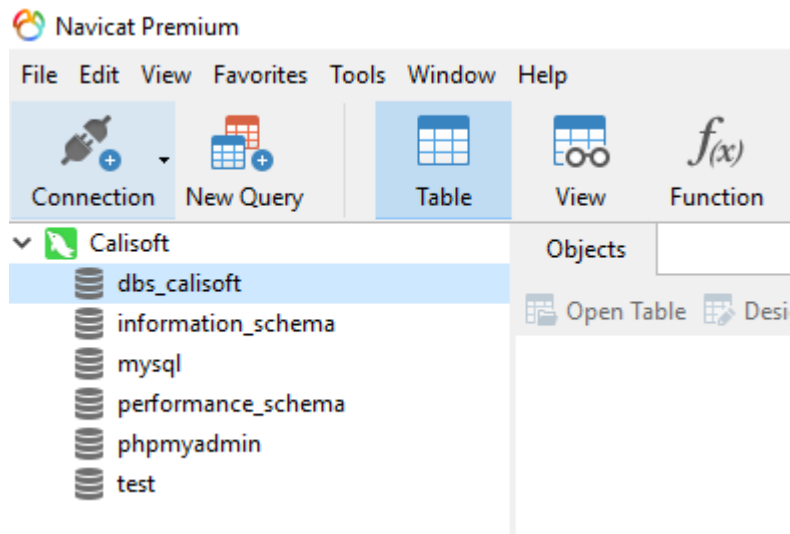 Navicat Premium
File Edit View Favorites Tools Window Help
Connection New Query Table View f(x) Function
Calisoft
Objects
dbs_calisoft
Open Table Desi
information_schema
mysql
performance_schema
phpmyadmin
test